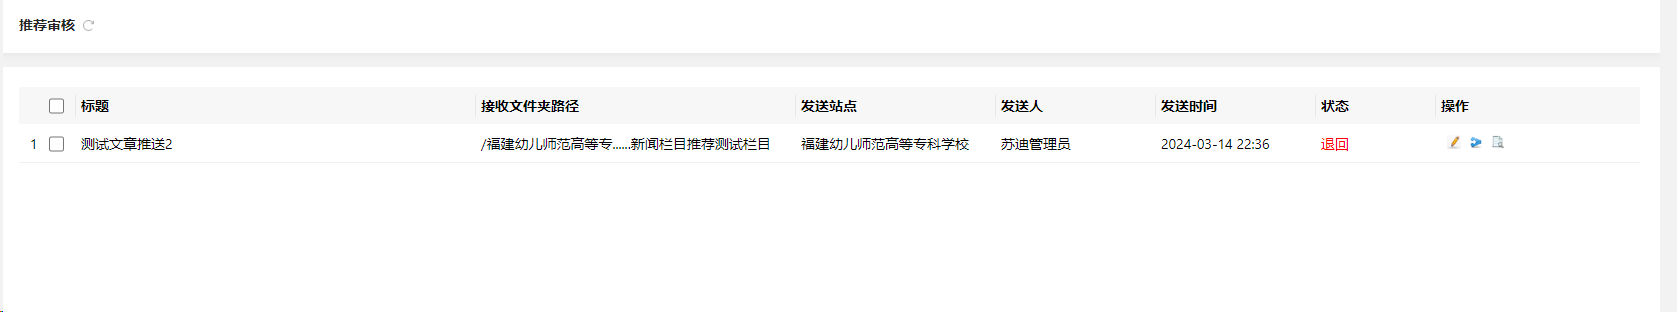 推荐审核
标题 接收文件夹路径 发送站点 发送人 发送时间 状态 操作
1 测试文章推送2 /福建幼儿师范高等专......新闻栏目推荐测试栏目 福建幼儿师范高等专科学校 苏迪管理员 2024-03-14 22:36 退回